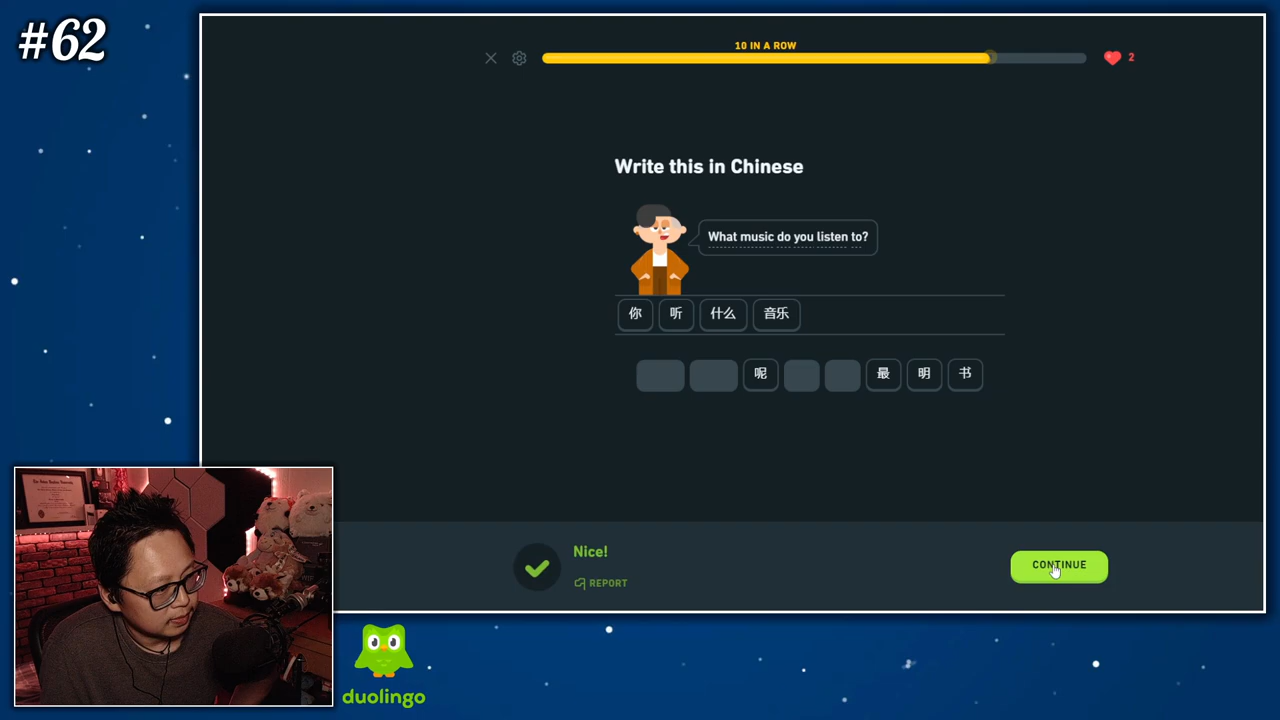 #62
10 IN A ROW
2
Write this in Chinese
What music do you listen to?
你 听 什么 音乐
呢 最 明 书
Nice!
REPORT
CONTINUE
duolingo